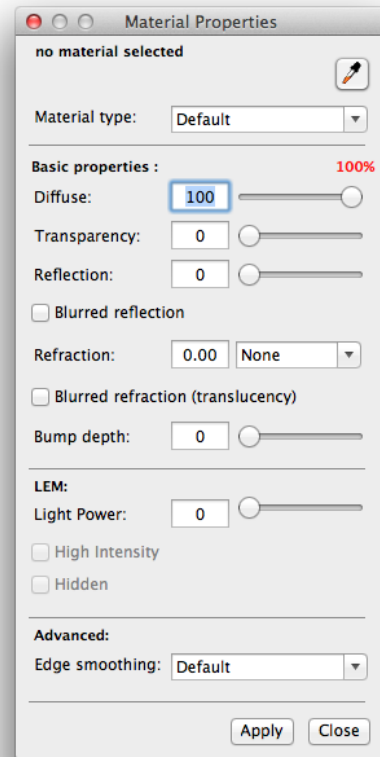 Material Properties
no material selected
Material type: Default
Basic properties : 100%
Diffuse: 100
Transparency: 0
Reflection: 0
Blurred reflection
Refraction: 0.00 None
Blurred refraction (translucency)
Bump depth: 0
LEM:
Light Power: 0
High Intensity
Hidden
Advanced:
Edge smoothing: Default
Apply Close